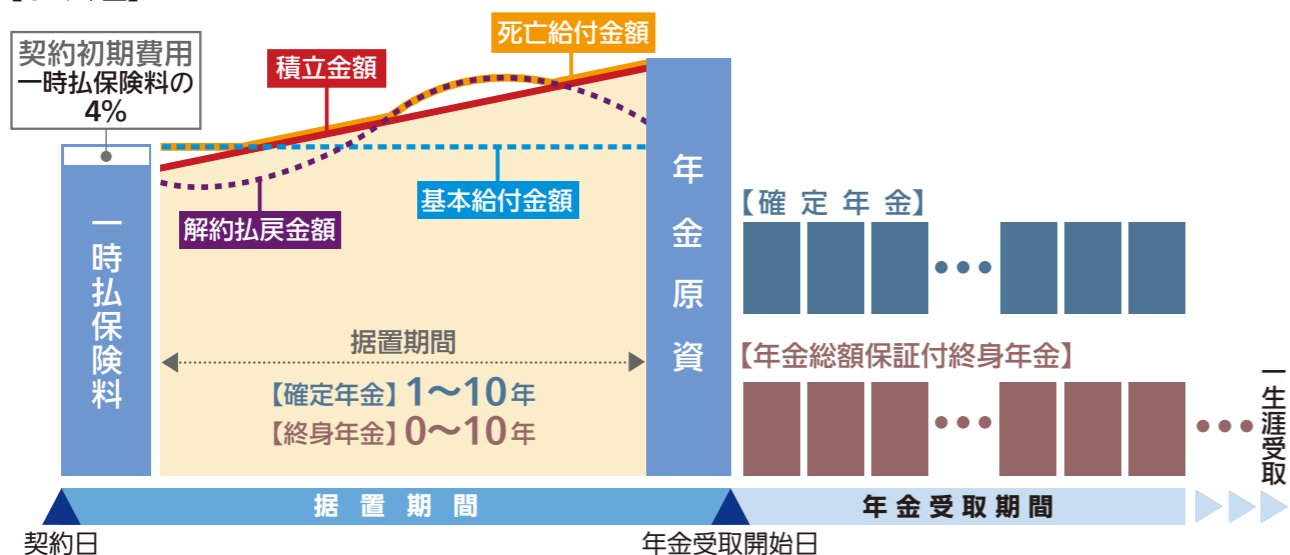 契約初期費用
一時払保険料の
4%
積立金額
死亡給付金額
解約払戻金額
基本給付金額
一時払保険料
年金原資
据置期間
【確定年金】1〜10年
【終身年金】0〜10年
【確定年金】
【年金総額保証付終身年金】
一生涯受取
据置期間
年金受取期間
契約日
年金受取開始日